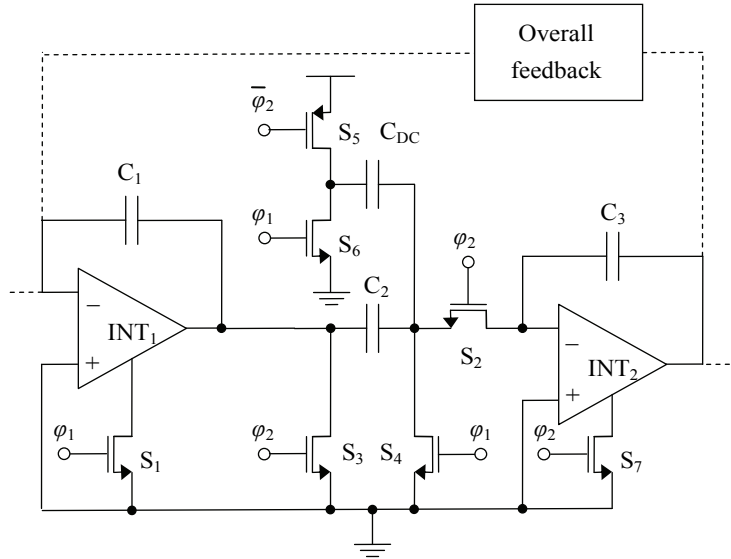 Overall
feedback
φ̅₂
S₅
C_DC
C₁
φ₁
S₆
C₃
φ₂
C₂
−
INT₁
+
S₂
−
INT₂
+
φ₁
S₁
φ₂
S₃
S₄
φ₁
φ₂
S₇